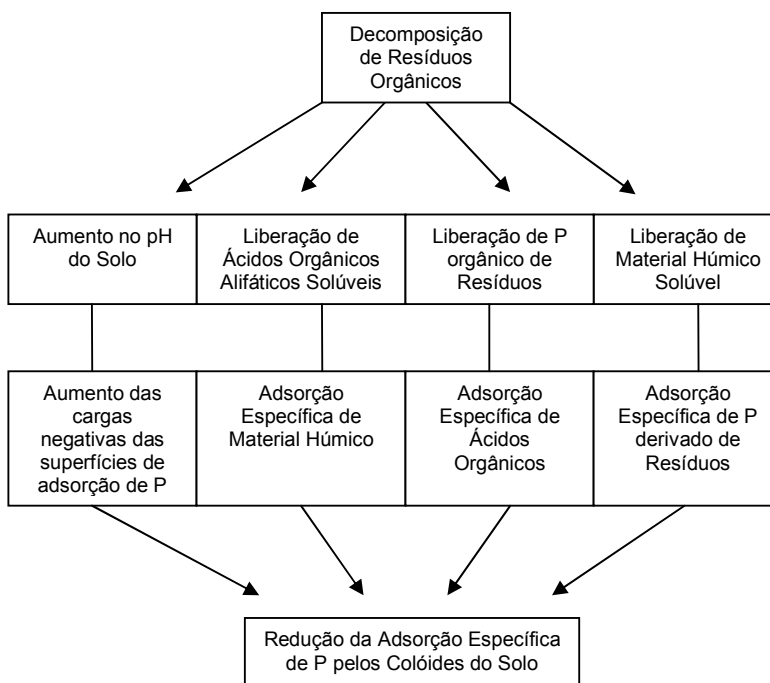 Decomposição
de Resíduos
Orgânicos
Aumento no pH
do Solo
Liberação de
Ácidos Orgânicos
Alifáticos Solúveis
Liberação de P
orgânico de
Resíduos
Liberação de
Material Húmico
Solúvel
Aumento das
cargas
negativas das
superfícies de
adsorção de P
Adsorção
Específica de
Material Húmico
Adsorção
Específica de
Ácidos
Orgânicos
Adsorção
Específica de P
derivado de
Resíduos
Redução da Adsorção Específica
de P pelos Colóides do Solo